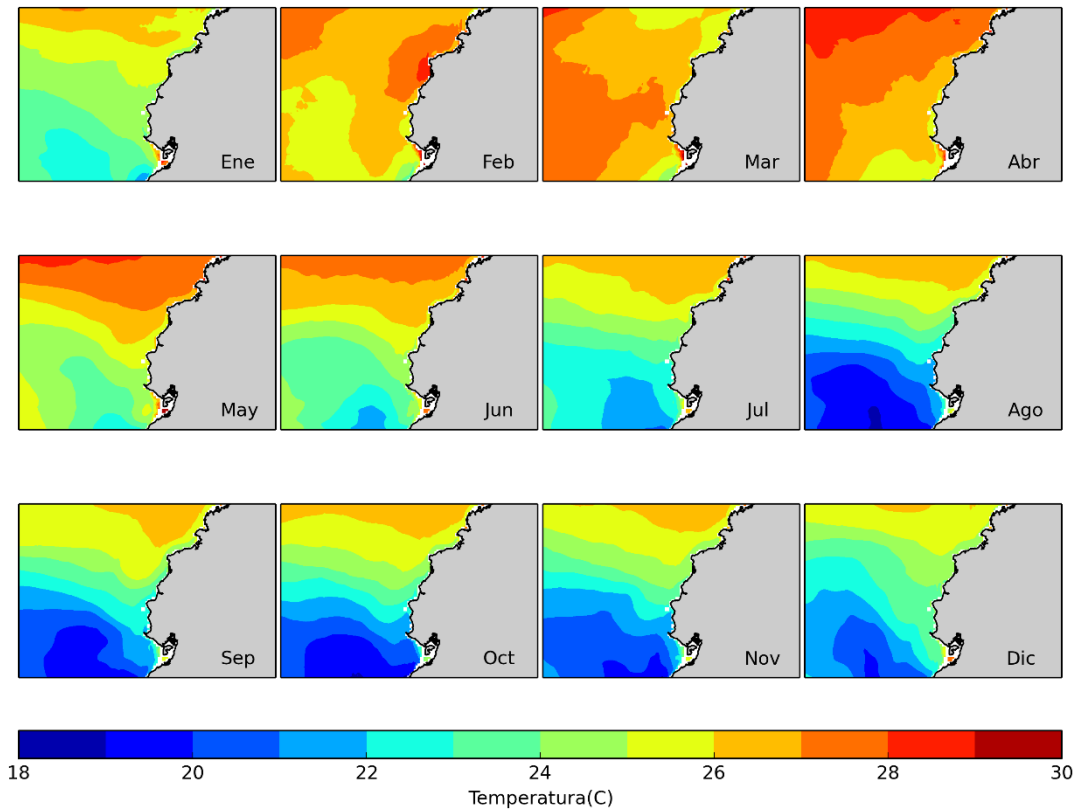 Ene Feb Mar Abr
May Jun Jul Ago
Sep Oct Nov Dic
18 20 22 24 26 28 30
Temperatura(C)